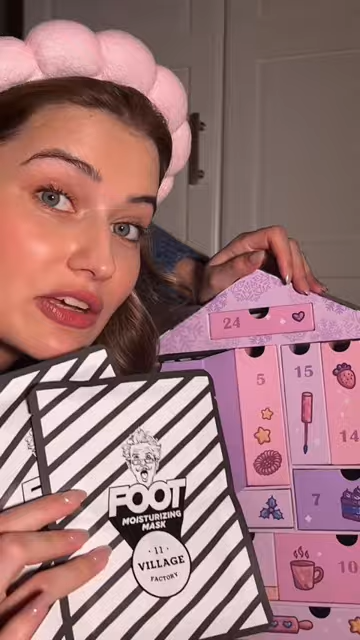 24
5
15
14
7
10
FOOT
MOISTURIZING
MASK
· 11 ·
VILLAGE
FACTORY